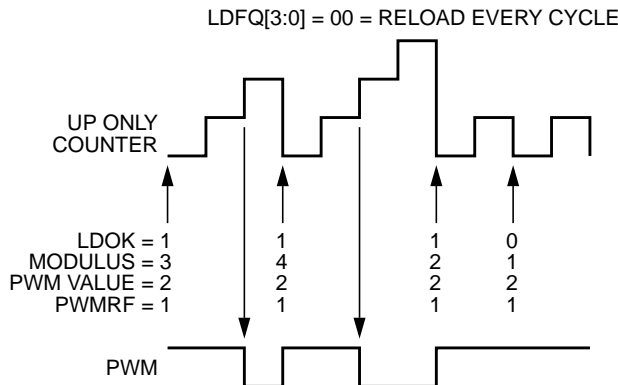 LDFQ[3:0] = 00 = RELOAD EVERY CYCLE
UP ONLY
COUNTER
LDOK = 1 1 1 0
MODULUS = 3 4 2 1
PWM VALUE = 2 2 2 2
PWMRF = 1 1 1 1
PWM